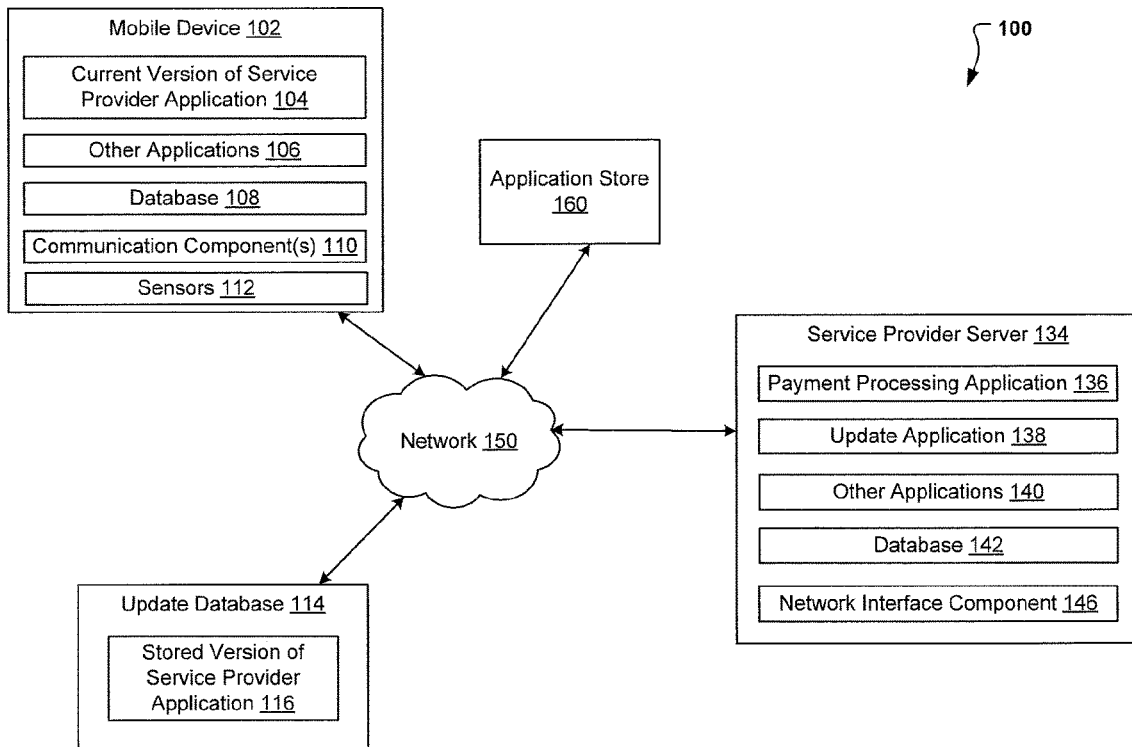 Mobile Device 102
Current Version of Service
Provider Application 104
Other Applications 106
Database 108
Communication Component(s) 110
Sensors 112
100
Application Store
160
Service Provider Server 134
Payment Processing Application 136
Update Application 138
Other Applications 140
Database 142
Network Interface Component 146
Network 150
Update Database 114
Stored Version of
Service Provider
Application 116